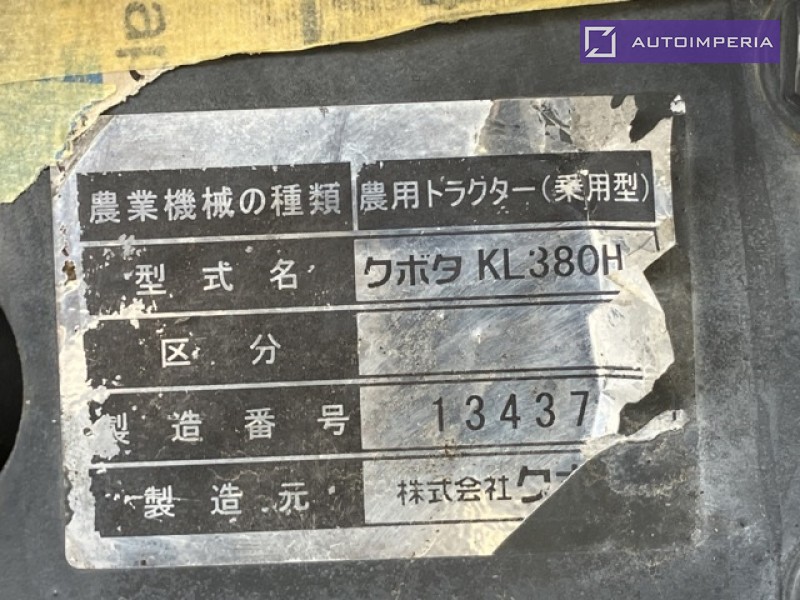 AUTOIMPERIA
農業機械の種類 農用トラクター(乗用型)
型式名 クボタ KL380H
区分
製造番号 13437
製造元 株式会社